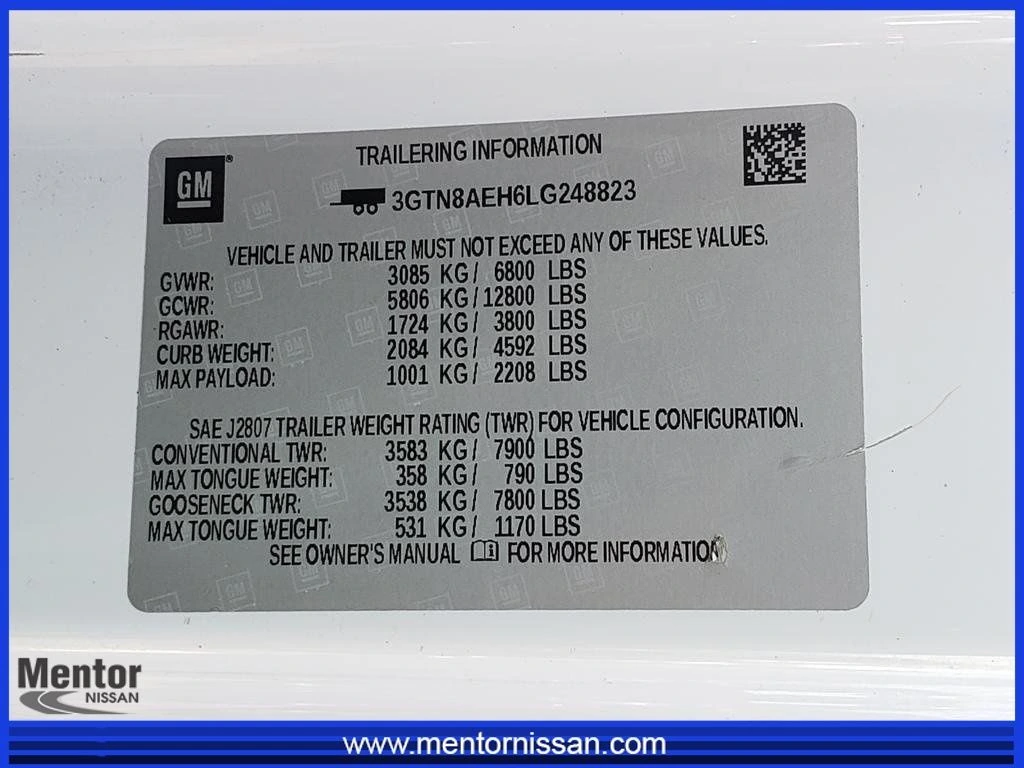 GM
TRAILERING INFORMATION
3GTN8AEH6LG248823
VEHICLE AND TRAILER MUST NOT EXCEED ANY OF THESE VALUES.
GVWR: 3085 KG/ 6800 LBS
GCWR: 5806 KG/12800 LBS
RGAWR: 1724 KG/ 3800 LBS
CURB WEIGHT: 2084 KG/ 4592 LBS
MAX PAYLOAD: 1001 KG/ 2208 LBS
SAE J2807 TRAILER WEIGHT RATING (TWR) FOR VEHICLE CONFIGURATION.
CONVENTIONAL TWR: 3583 KG/ 7900 LBS
MAX TONGUE WEIGHT: 358 KG/ 790 LBS
GOOSENECK TWR: 3538 KG/ 7800 LBS
MAX TONGUE WEIGHT: 531 KG/ 1170 LBS
SEE OWNER'S MANUAL FOR MORE INFORMATION
Mentor
NISSAN
www.mentornissan.com